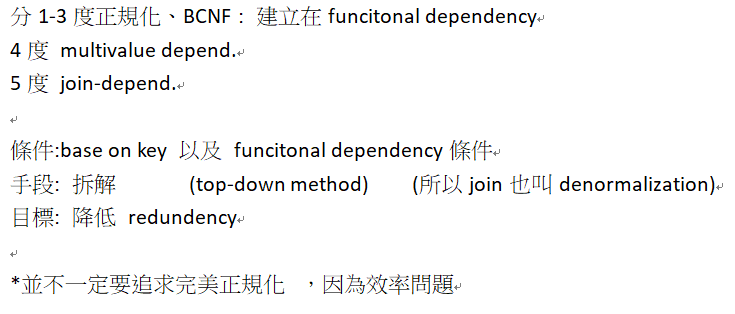 分 1-3 度正規化、BCNF： 建立在 funcitonal dependency
4 度 multivalue depend.
5 度 join-depend.
條件:base on key 以及 funcitonal dependency 條件
手段: 拆解 (top-down method) (所以 join 也叫 denormalization)
目標: 降低 redundency
*並不一定要追求完美正規化 ，因為效率問題